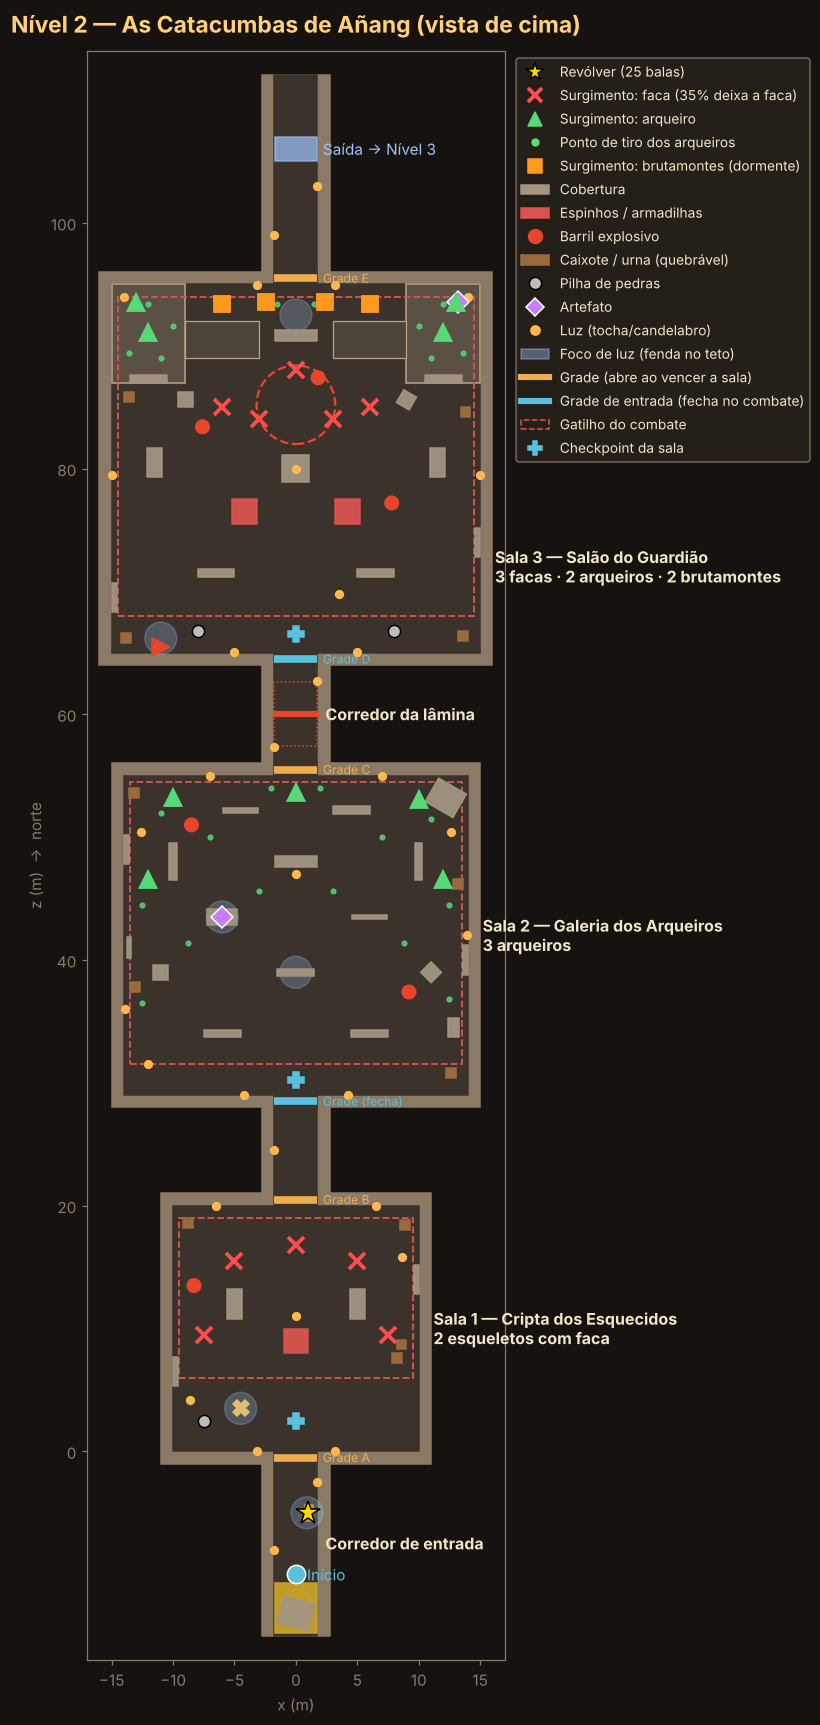 Nível 2 — As Catacumbas de Añang (vista de cima)
Revólver (25 balas)
Surgimento: faca (35% deixa a faca)
Surgimento: arqueiro
Ponto de tiro dos arqueiros
Surgimento: brutamontes (dormente)
Cobertura
Espinhos / armadilhas
Barril explosivo
Caixote / urna (quebrável)
Pilha de pedras
Artefato
Luz (tocha/candelabro)
Foco de luz (fenda no teto)
Grade (abre ao vencer a sala)
Grade de entrada (fecha no combate)
Gatilho do combate
Checkpoint da sala
Saída → Nível 3
100
Grade E
80
Sala 3 — Salão do Guardião
3 facas · 2 arqueiros · 2 brutamontes
Grade D
60
Corredor da lâmina
Grade C
z (m) → norte
Sala 2 — Galeria dos Arqueiros
3 arqueiros
40
Grade (fecha)
20
Grade B
Sala 1 — Cripta dos Esquecidos
2 esqueletos com faca
0
Grade A
Corredor de entrada
Início
−15 −10 −5 0 5 10 15
x (m)